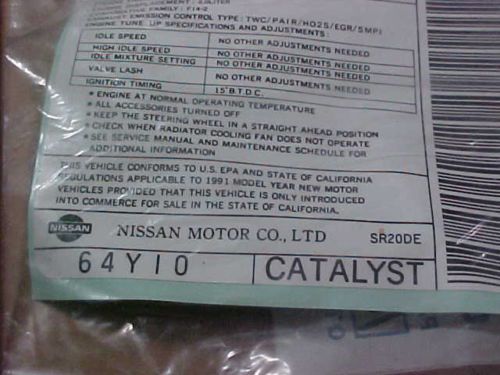 EMISSION CONTROL TYPE: TWC/PAIR/HO2S/EGR/SMPI
ENGINE TUNE UP SPECIFICATIONS AND ADJUSTMENTS:
IDLE SPEED NO OTHER ADJUSTMENTS NEEDED
HIGH IDLE SPEED NO OTHER ADJUSTMENTS NEEDED
IDLE MIXTURE SETTING NO OTHER ADJUSTMENTS NEEDED
VALVE LASH NO OTHER ADJUSTMENTS NEEDED
IGNITION TIMING 15°B.T.D.C.
* ENGINE AT NORMAL OPERATING TEMPERATURE
* ALL ACCESSORIES TURNED OFF
* KEEP THE STEERING WHEEL IN A STRAIGHT AHEAD POSITION
* CHECK WHEN RADIATOR COOLING FAN DOES NOT OPERATE
* SEE SERVICE MANUAL AND MAINTENANCE SCHEDULE FOR
ADDITIONAL INFORMATION
THIS VEHICLE CONFORMS TO U.S. EPA AND STATE OF CALIFORNIA
REGULATIONS APPLICABLE TO 1991 MODEL YEAR NEW MOTOR
VEHICLES PROVIDED THAT THIS VEHICLE IS ONLY INTRODUCED
INTO COMMERCE FOR SALE IN THE STATE OF CALIFORNIA.
NISSAN NISSAN MOTOR CO., LTD SR20DE
64Y10 CATALYST